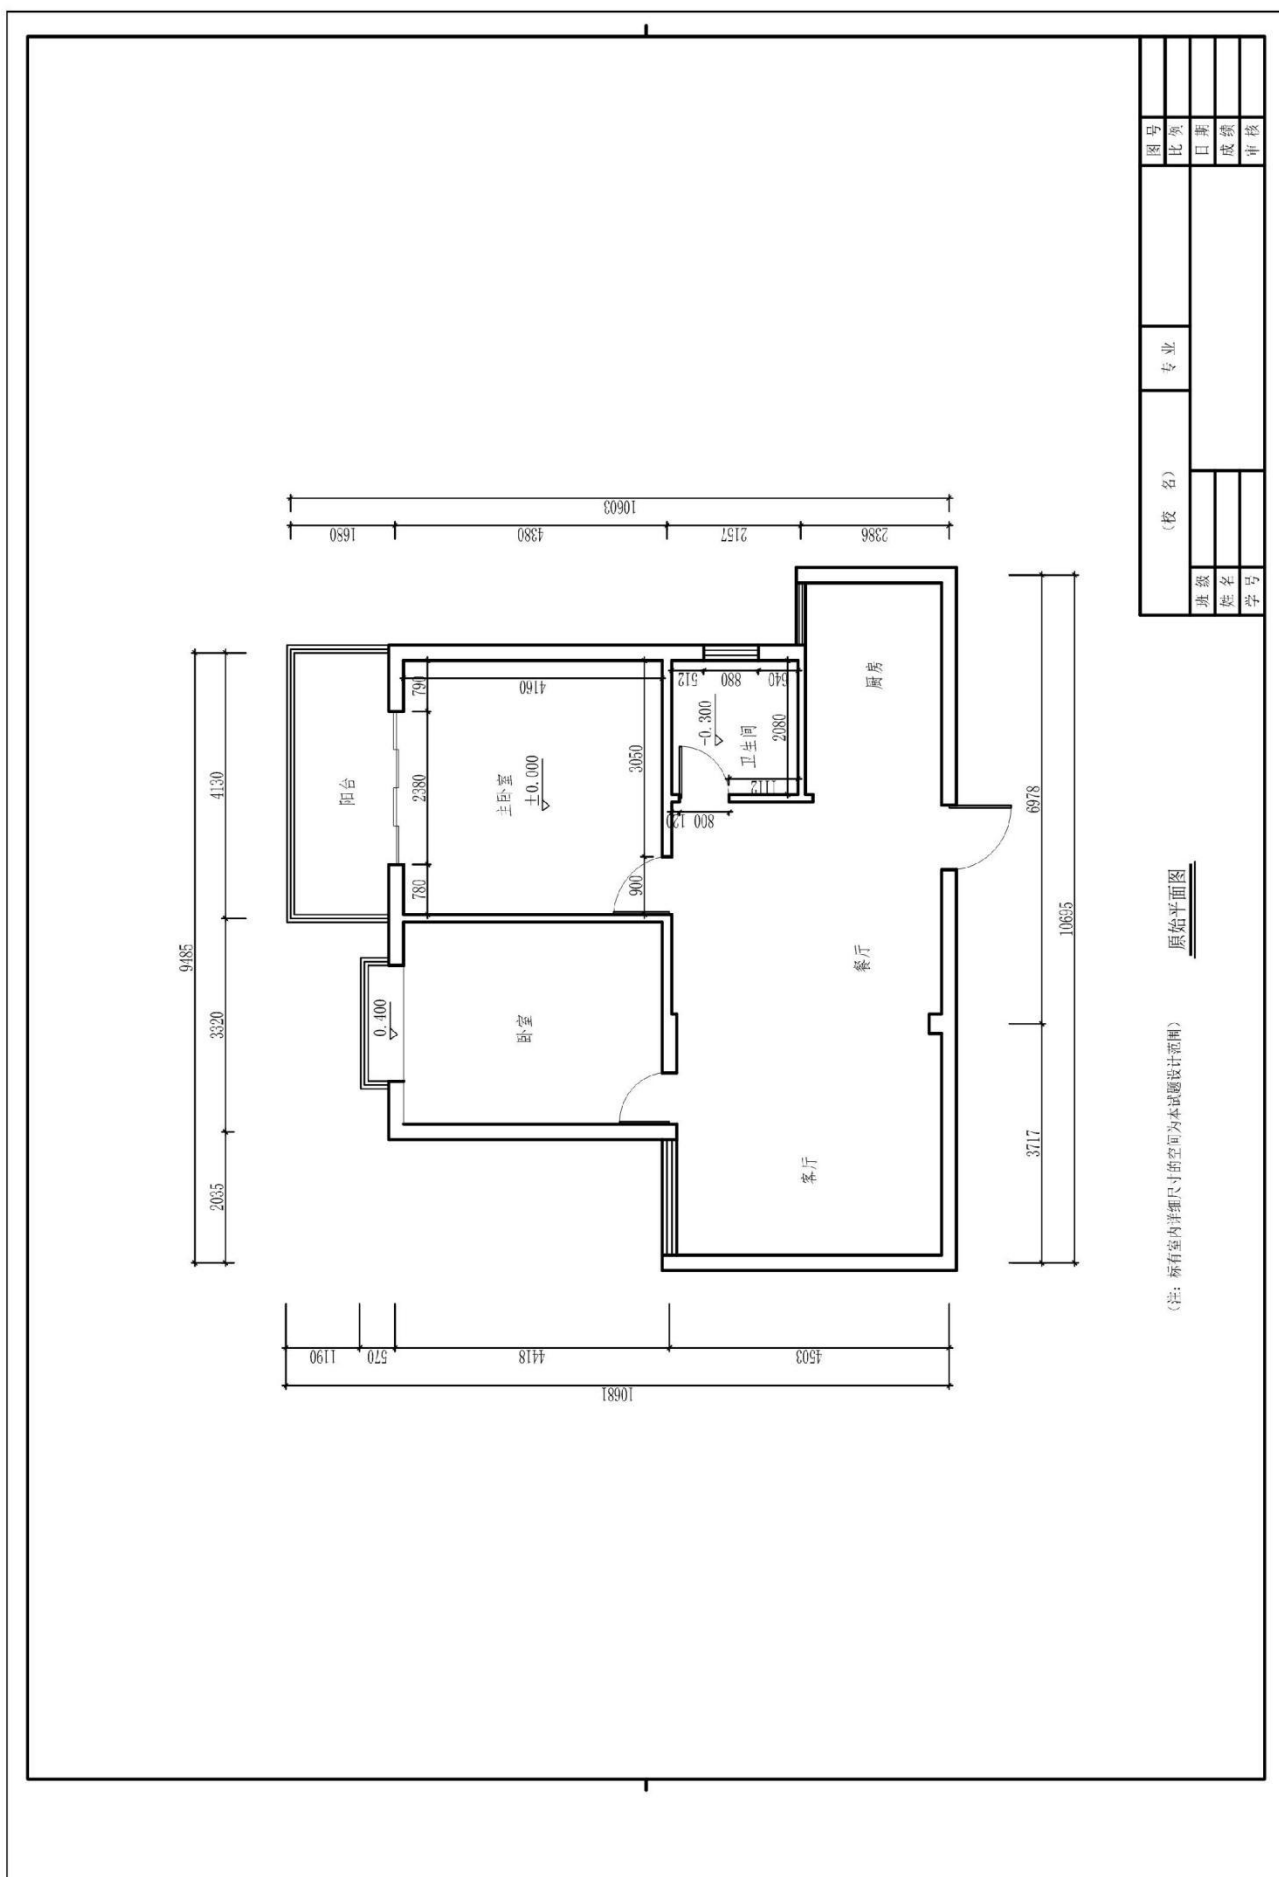 9485
2035
3320
4130
10681
1190
570
4418
4503
10603
1680
4380
2157
2386
阳台
0.400
780
2380
790
4160
主卧室
±0.000
卧室
900
3050
512
880
640
-0.300
卫生间
2080
1112
800
120
厨房
餐厅
客厅
3717
6978
10695
原始平面图
(注：标有室内详细尺寸的空间为本试题设计范围)
(校 名)
专 业
图 号
比 例
班 级
日 期
姓 名
成 绩
学 号
审 核